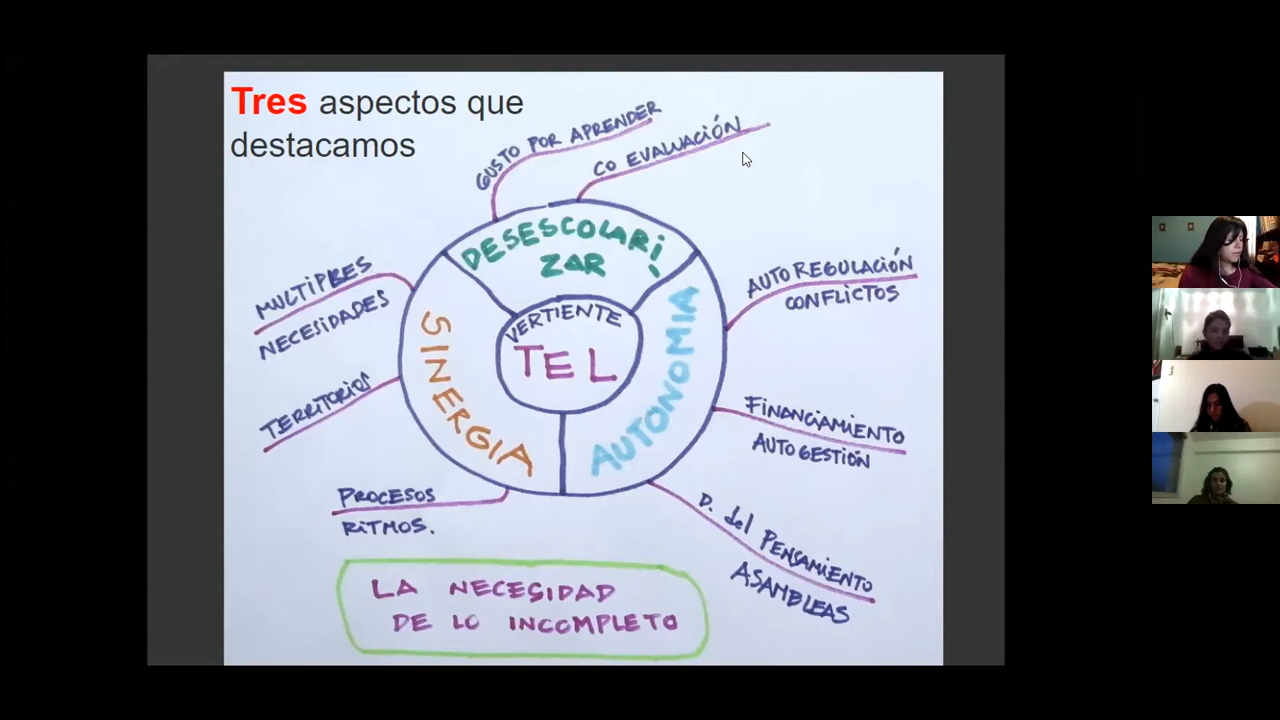 Tres aspectos que
destacamos
GUSTO POR APRENDER
CO EVALUACIÓN
DESESCOLARI
ZAR
MULTIPLES
NECESIDADES
AUTOREGULACIÓN
CONFLICTOS
VERTIENTE
TEL
SINERGIA
AUTONOMIA
TERRITORIOS
FINANCIAMIENTO
AUTOGESTIÓN
PROCESOS
RITMOS.
D. del PENSAMIENTO
ASAMBLEAS
LA NECESIDAD
DE LO INCOMPLETO